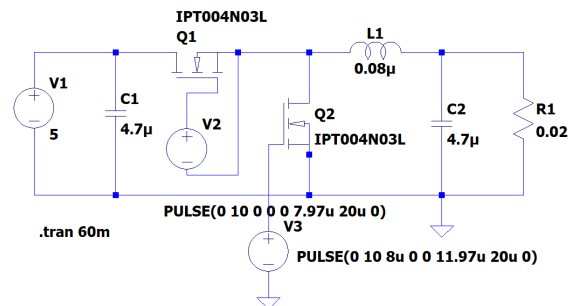 IPT004N03L
Q1
L1
0.08µ
V1
5
C1
4.7µ
V2
Q2
IPT004N03L
C2
4.7µ
R1
0.02
PULSE(0 10 0 0 0 7.97u 20u 0)
.tran 60m
V3
PULSE(0 10 8u 0 0 11.97u 20u 0)